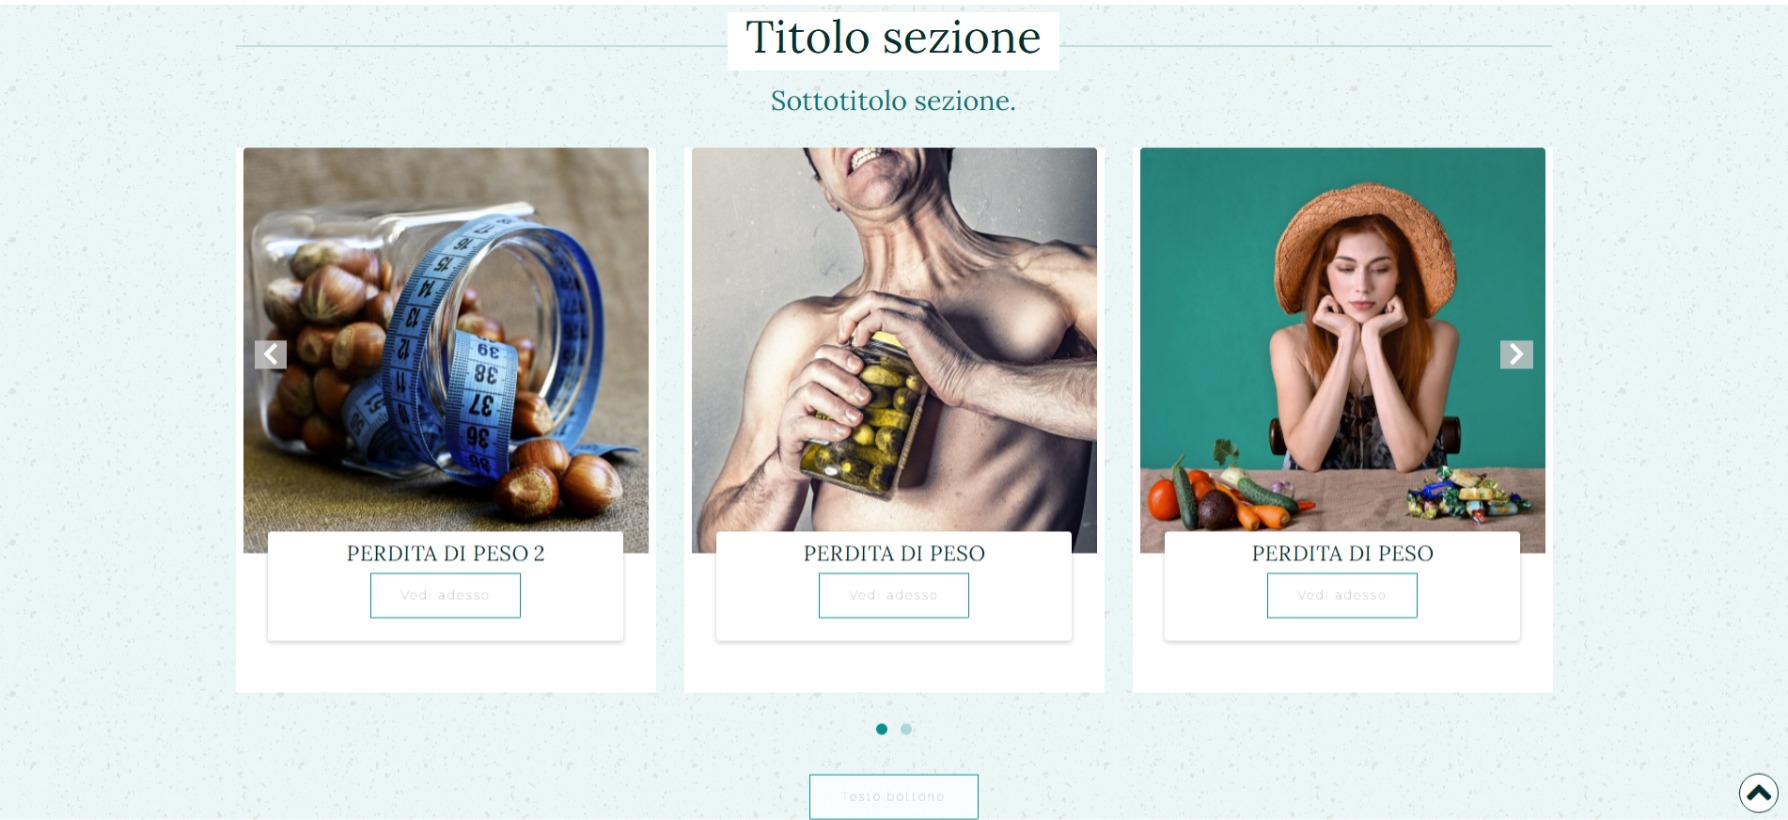 Titolo sezione
Sottotitolo sezione.
PERDITA DI PESO 2
Vedi adesso
PERDITA DI PESO
Vedi adesso
PERDITA DI PESO
Vedi adesso
Testo bottone